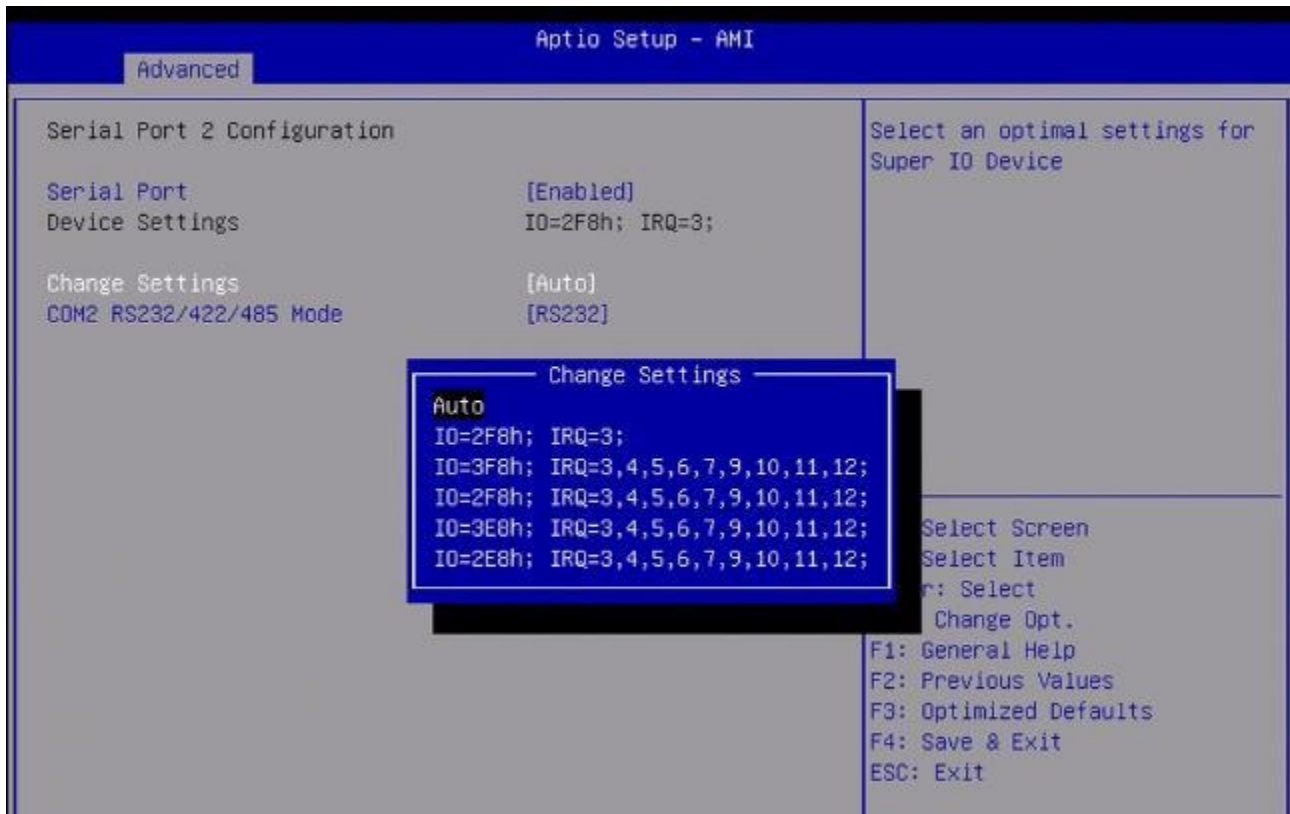 Aptio Setup - AMI
Advanced
Serial Port 2 Configuration
Serial Port [Enabled]
Device Settings IO=2F8h; IRQ=3;
Change Settings [Auto]
COM2 RS232/422/485 Mode [RS232]
Change Settings
Auto
IO=2F8h; IRQ=3;
IO=3F8h; IRQ=3,4,5,6,7,9,10,11,12;
IO=2F8h; IRQ=3,4,5,6,7,9,10,11,12;
IO=3E8h; IRQ=3,4,5,6,7,9,10,11,12;
IO=2E8h; IRQ=3,4,5,6,7,9,10,11,12;
Select an optimal settings for
Super IO Device
Select Screen
Select Item
r: Select
Change Opt.
F1: General Help
F2: Previous Values
F3: Optimized Defaults
F4: Save & Exit
ESC: Exit